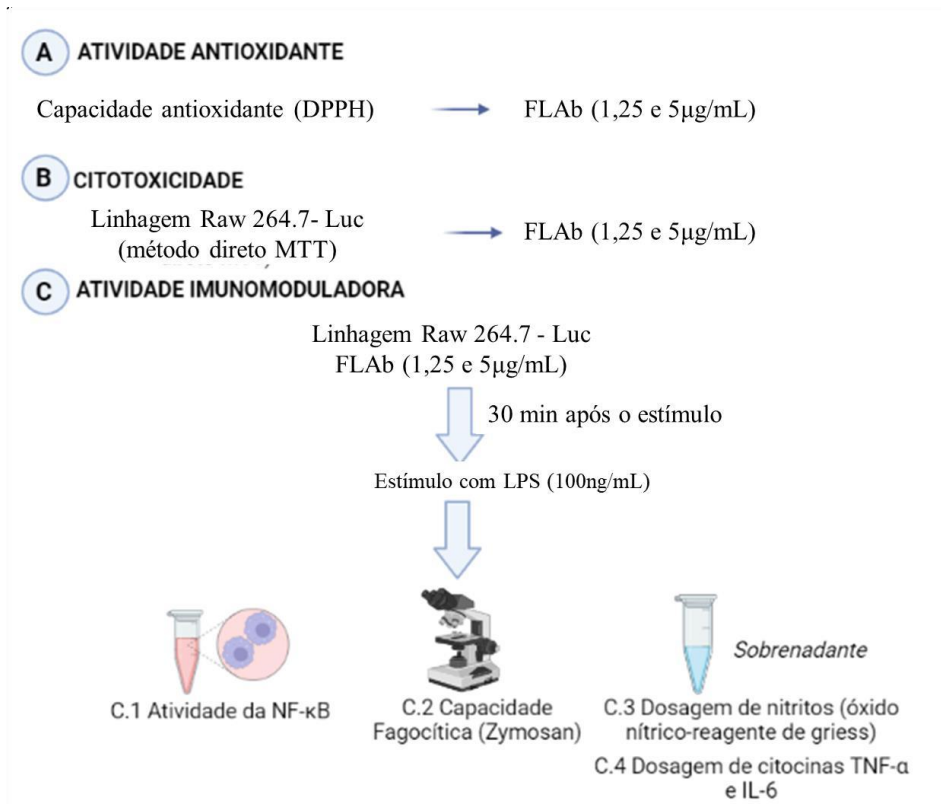 A ATIVIDADE ANTIOXIDANTE
Capacidade antioxidante (DPPH) FLAb (1,25 e 5µg/mL)
B CITOTOXICIDADE
Linhagem Raw 264.7- Luc
(método direto MTT) FLAb (1,25 e 5µg/mL)
C ATIVIDADE IMUNOMODULADORA
Linhagem Raw 264.7 - Luc
FLAb (1,25 e 5µg/mL)
30 min após o estímulo
Estímulo com LPS (100ng/mL)
C.1 Atividade da NF-κB
C.2 Capacidade
Fagocítica (Zymosan)
Sobrenadante
C.3 Dosagem de nitritos (óxido
nítrico-reagente de griess)
C.4 Dosagem de citocinas TNF-α
e IL-6